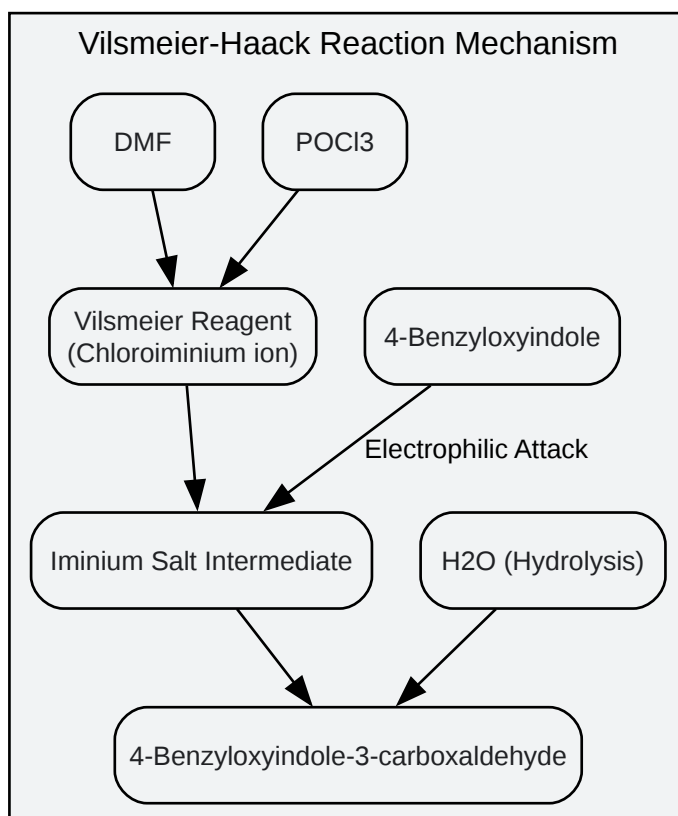 Vilsmeier-Haack Reaction Mechanism
DMF
POCl3
Vilsmeier Reagent
(Chloroiminium ion)
4-Benzyloxyindole
Electrophilic Attack
Iminium Salt Intermediate
H2O (Hydrolysis)
4-Benzyloxyindole-3-carboxaldehyde